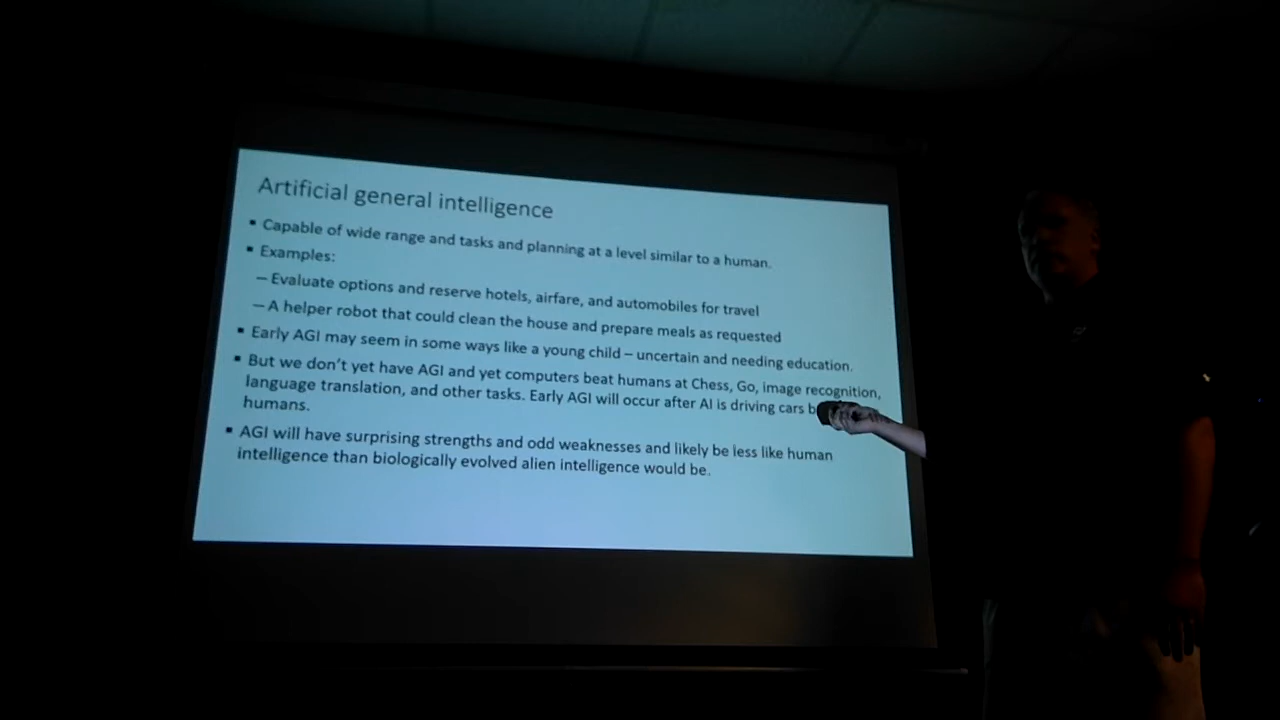 Artificial general intelligence
▪ Capable of wide range and tasks and planning at a level similar to a human.
▪ Examples:
– Evaluate options and reserve hotels, airfare, and automobiles for travel
– A helper robot that could clean the house and prepare meals as requested
▪ Early AGI may seem in some ways like a young child – uncertain and needing education.
▪ But we don't yet have AGI and yet computers beat humans at Chess, Go, image recognition,
language translation, and other tasks. Early AGI will occur after AI is driving cars
humans.
▪ AGI will have surprising strengths and odd weaknesses and likely be less like human
intelligence than biologically evolved alien intelligence would be.